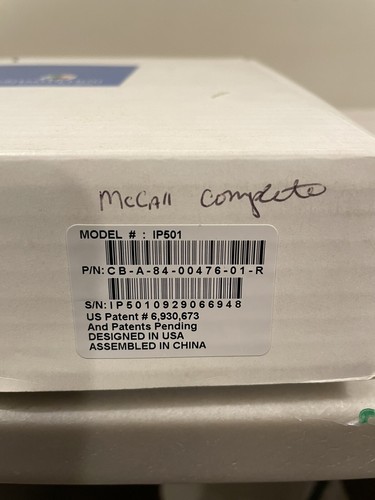 McCall Complete
MODEL # : IP501
P/N:CB-A-84-00476-01-R
S/N:IP5010929066948
US Patent # 6,930,673
And Patents Pending
DESIGNED IN USA
ASSEMBLED IN CHINA